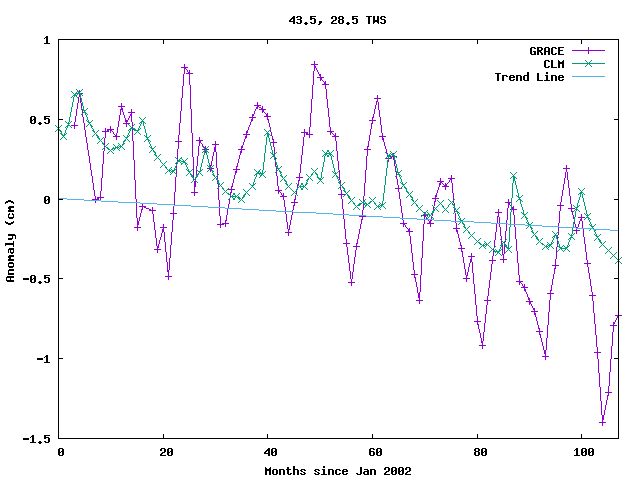 43.5, 28.5 TWS
GRACE
CLM
Trend Line
1
0.5
0
-0.5
-1
-1.5
Anomaly (cm)
0 20 40 60 80 100
Months since Jan 2002